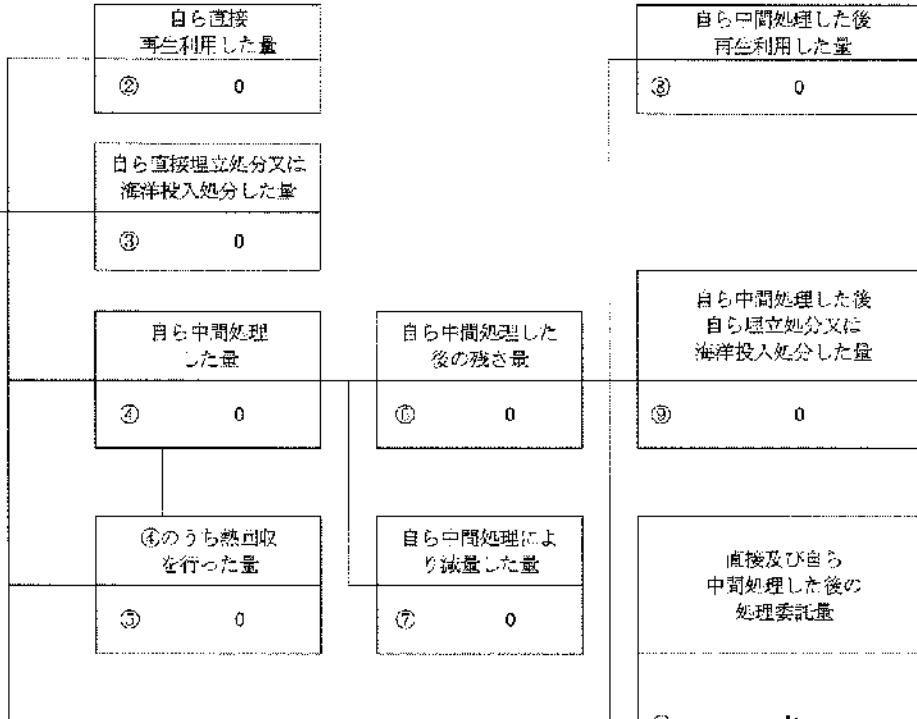 自ら直接
再生利用した量
② 0
自ら中間処理した後
再生利用した量
⑧ 0
自ら直接埋立処分又は
海洋投入処分した量
③ 0
自ら中間処理
した量
④ 0
自ら中間処理した
後の残さ量
⑥ 0
自ら中間処理した後
自ら埋立処分又は
海洋投入処分した量
⑨ 0
④のうち熱回収
を行った量
⑤ 0
自ら中間処理によ
り減量した量
⑦ 0
直接及び自ら
中間処理した後の
処理委託量